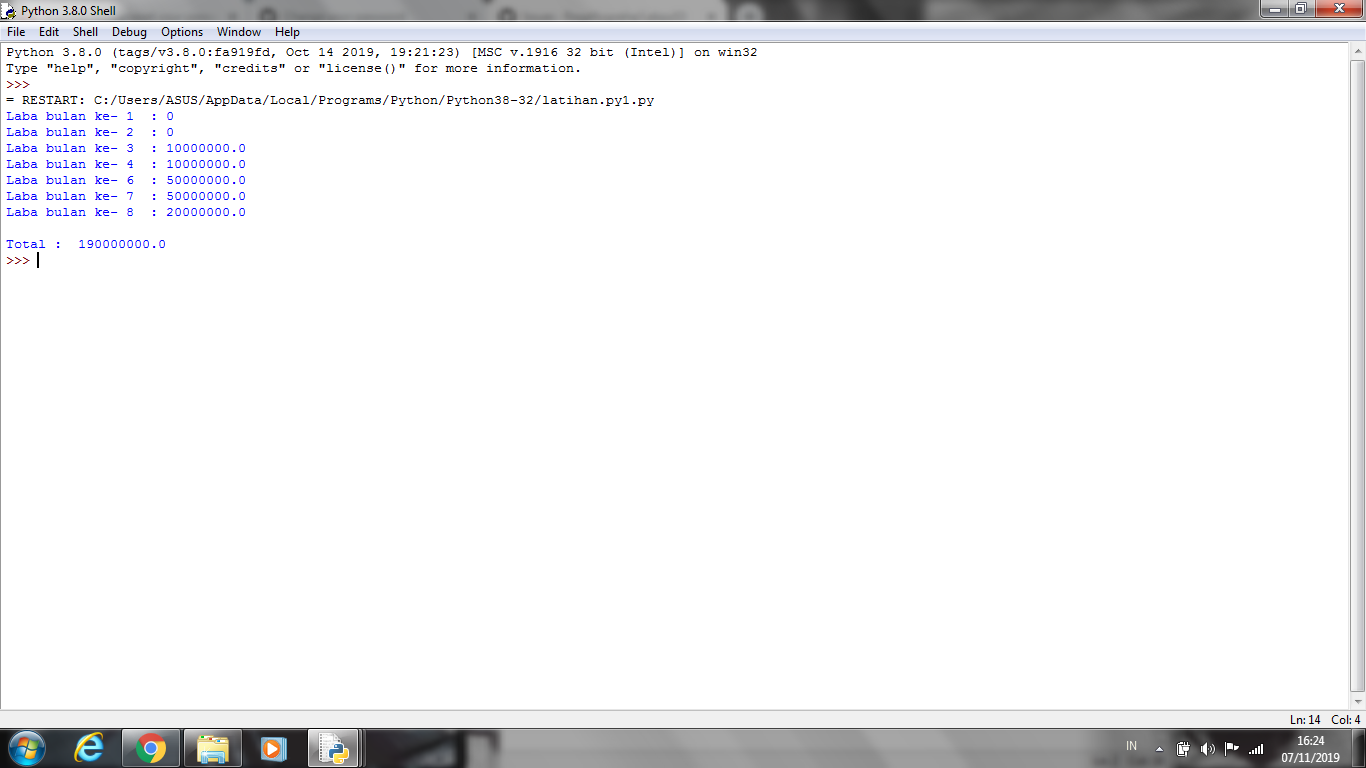 Python 3.8.0 Shell
File Edit Shell Debug Options Window Help
Python 3.8.0 (tags/v3.8.0:fa919fd, Oct 14 2019, 19:21:23) [MSC v.1916 32 bit (Intel)] on win32
Type "help", "copyright", "credits" or "license()" for more information.
>>>
= RESTART: C:/Users/ASUS/AppData/Local/Programs/Python/Python38-32/latihan.py1.py
Laba bulan ke- 1  : 0
Laba bulan ke- 2  : 0
Laba bulan ke- 3  : 10000000.0
Laba bulan ke- 4  : 10000000.0
Laba bulan ke- 6  : 50000000.0
Laba bulan ke- 7  : 50000000.0
Laba bulan ke- 8  : 20000000.0
Total :  190000000.0
>>>
Ln: 14 Col: 4
IN
16:24
07/11/2019